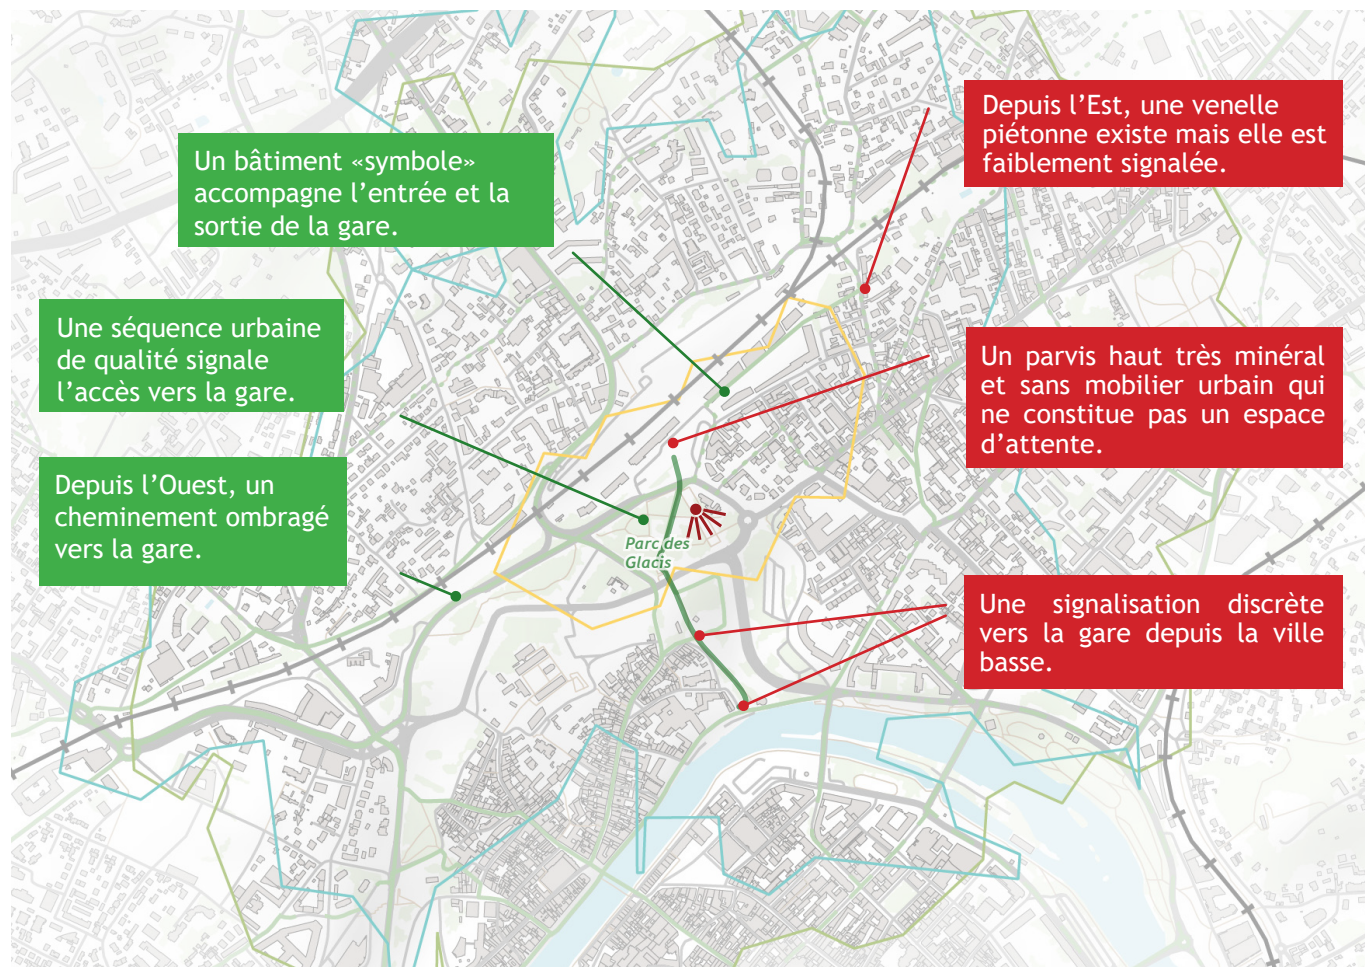 Un bâtiment «symbole»
accompagne l’entrée et la
sortie de la gare.
Une séquence urbaine
de qualité signale
l’accès vers la gare.
Depuis l’Ouest, un
cheminement ombragé
vers la gare.
Depuis l’Est, une venelle
piétonne existe mais elle est
faiblement signalée.
Un parvis haut très minéral
et sans mobilier urbain qui
ne constitue pas un espace
d’attente.
Parc des
Glacis
Une signalisation discrète
vers la gare depuis la ville
basse.